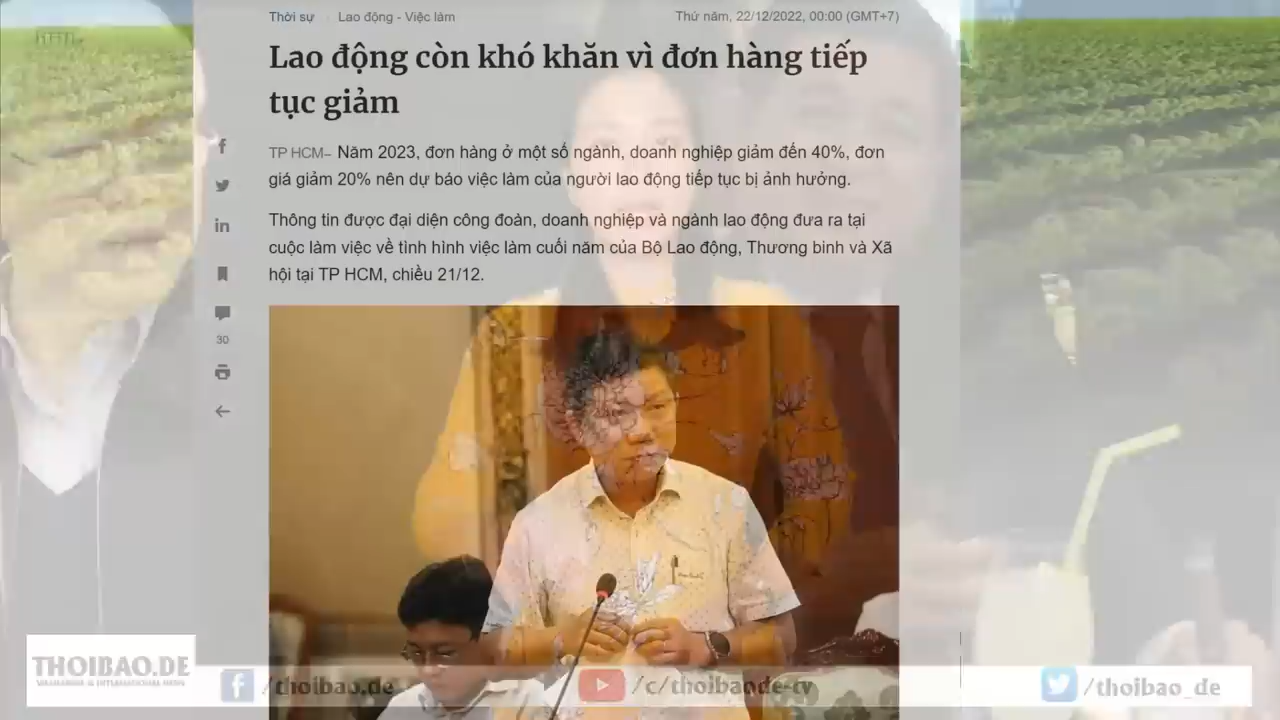 Thời sự Lao động - Việc làm Thứ năm, 22/12/2022, 00:00 (GMT+7)
Lao động còn khó khăn vì đơn hàng tiếp
tục giảm
TP HCM– Năm 2023, đơn hàng ở một số ngành, doanh nghiệp giảm đến 40%, đơn
giá giảm 20% nên dự báo việc làm của người lao động tiếp tục bị ảnh hưởng.
Thông tin được đại diện công đoàn, doanh nghiệp và ngành lao động đưa ra tại
cuộc làm việc về tình hình việc làm cuối năm của Bộ Lao động, Thương binh và Xã
hội tại TP HCM, chiều 21/12.
30
THOIBAO.DE
/thoibao.de /c/thoibaode-tv /thoibao_de